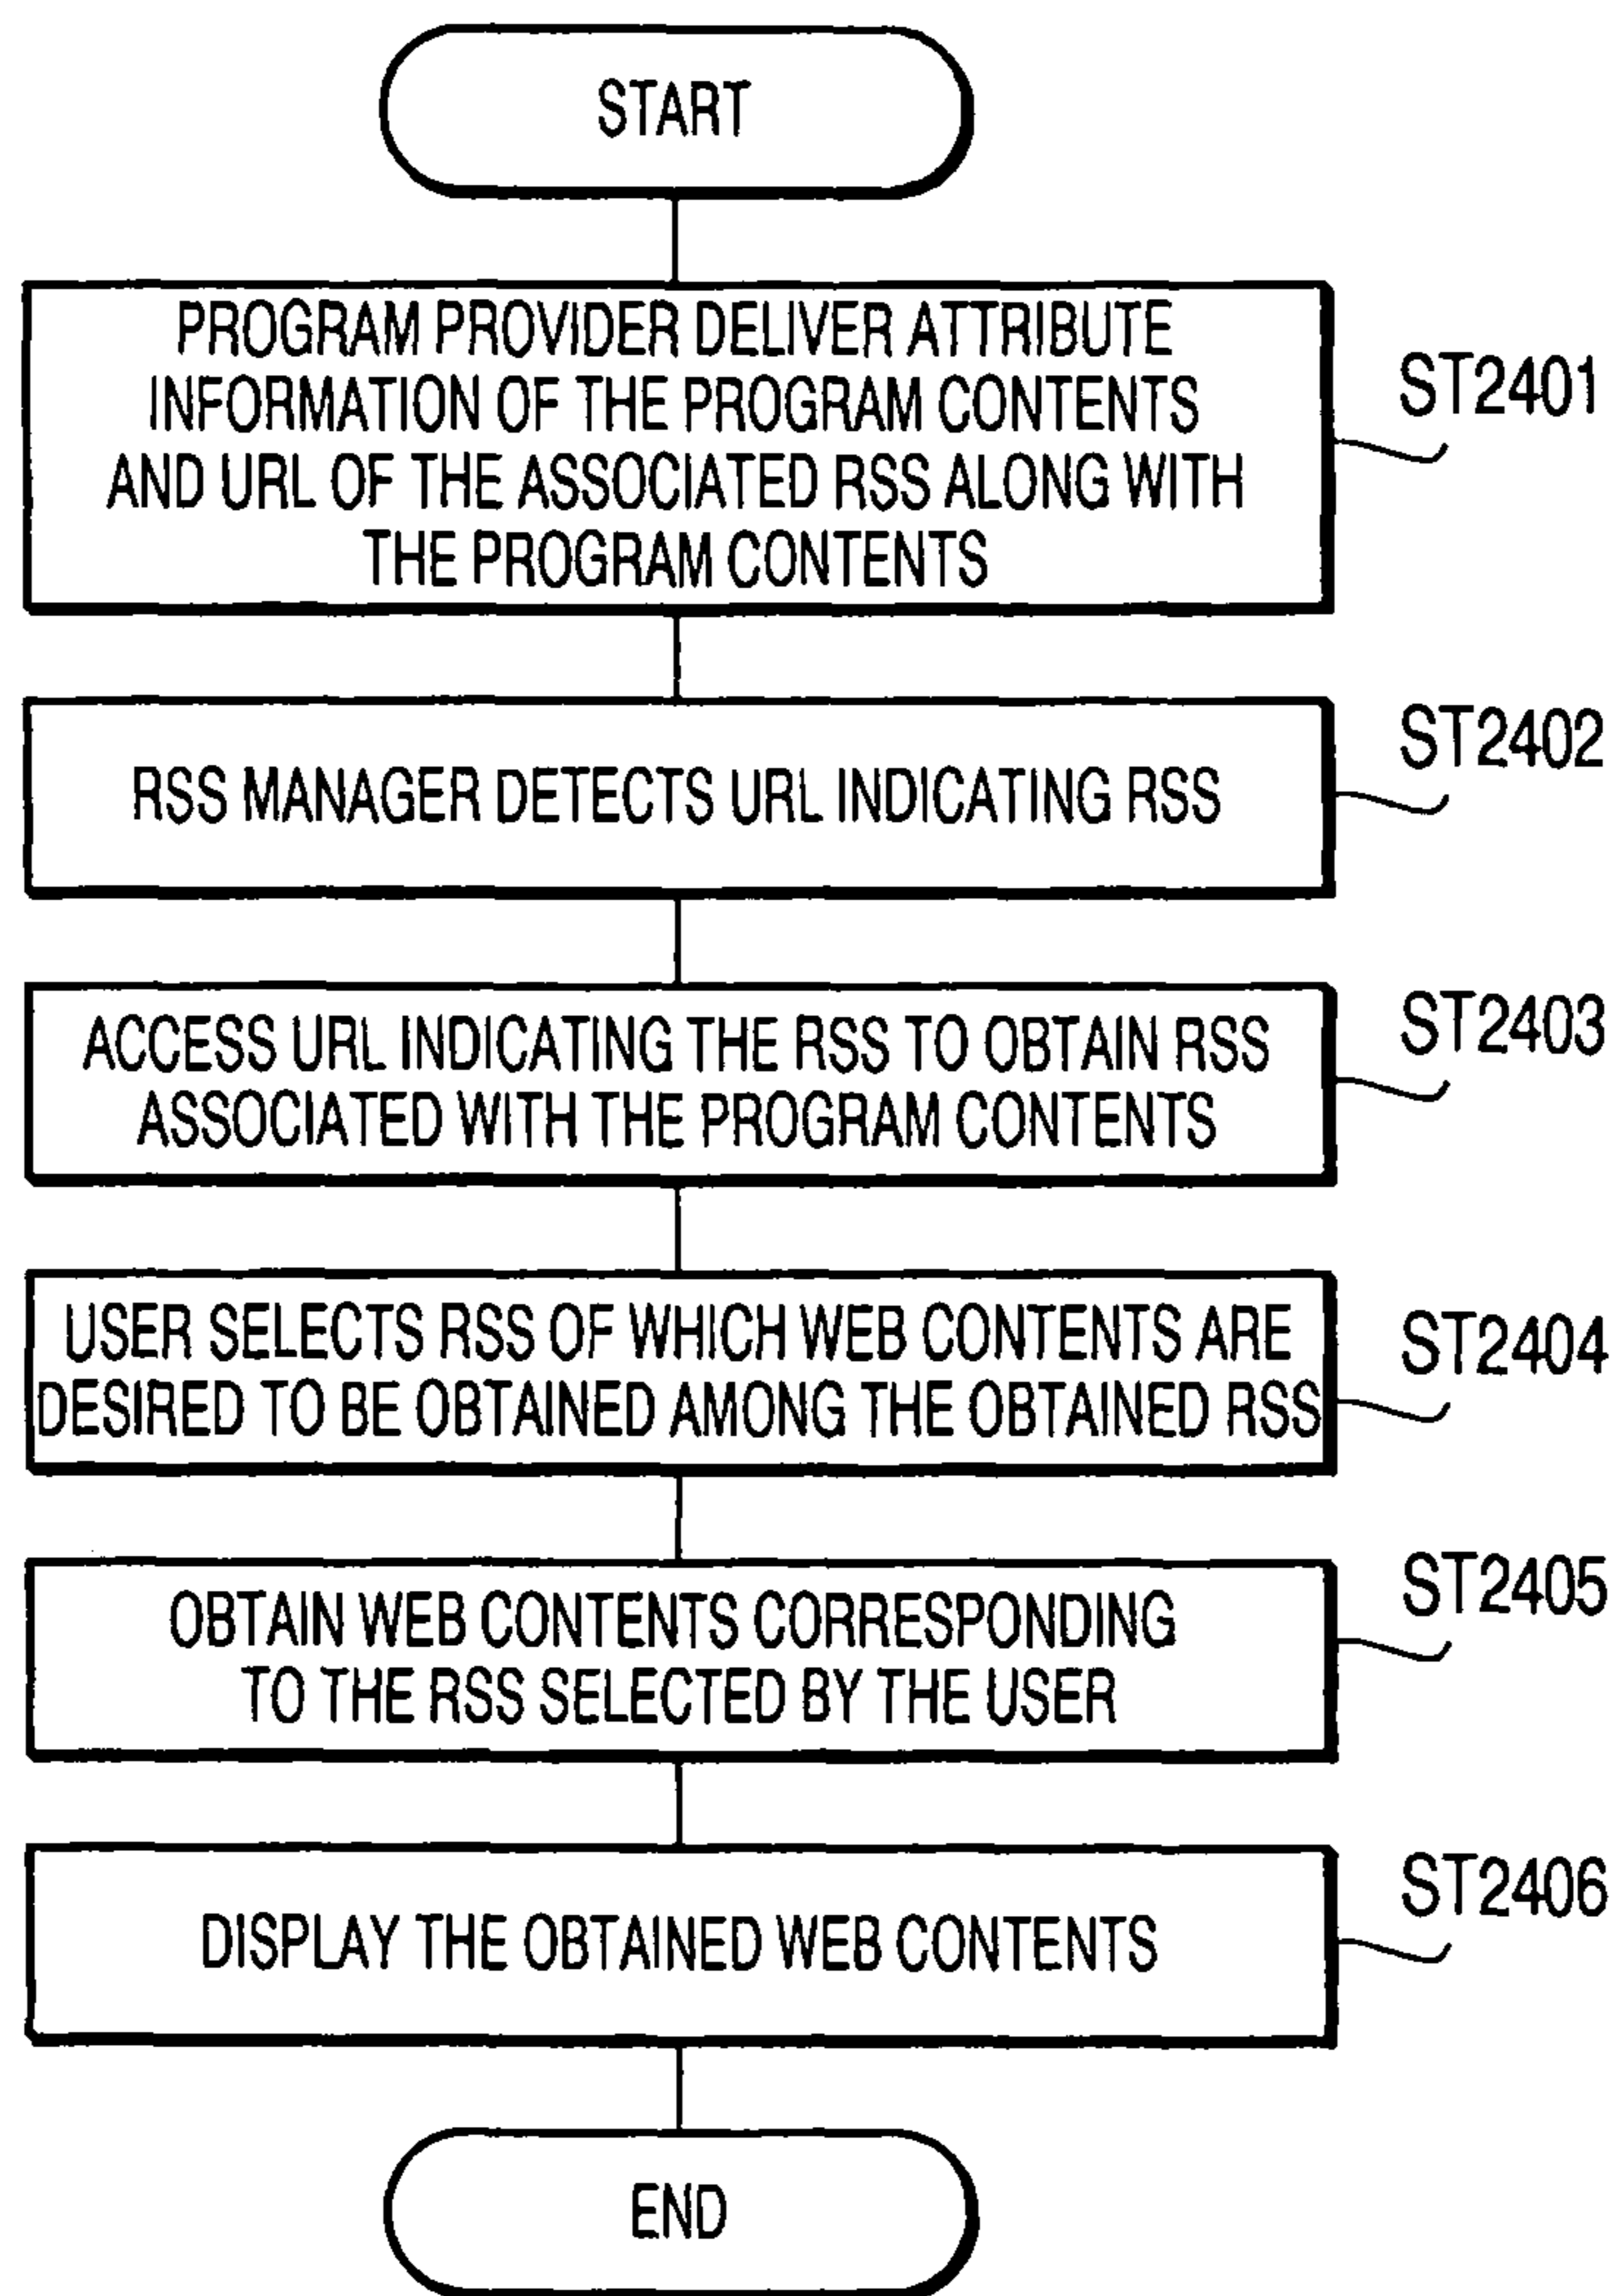 START
PROGRAM PROVIDER DELIVER ATTRIBUTE
INFORMATION OF THE PROGRAM CONTENTS
AND URL OF THE ASSOCIATED RSS ALONG WITH
THE PROGRAM CONTENTS
ST2401
RSS MANAGER DETECTS URL INDICATING RSS
ST2402
ACCESS URL INDICATING THE RSS TO OBTAIN RSS
ASSOCIATED WITH THE PROGRAM CONTENTS
ST2403
USER SELECTS RSS OF WHICH WEB CONTENTS ARE
DESIRED TO BE OBTAINED AMONG THE OBTAINED RSS
ST2404
OBTAIN WEB CONTENTS CORRESPONDING
TO THE RSS SELECTED BY THE USER
ST2405
DISPLAY THE OBTAINED WEB CONTENTS
ST2406
END